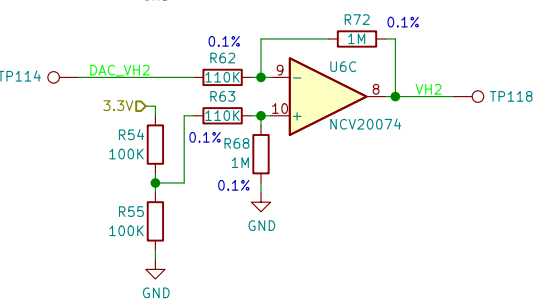 GND
R72
0.1%
1M
0.1%
R62
U6C
TP114
DAC_VH2
9
110K
8
VH2
TP118
3.3V
R63
10
110K
NCV20074
R54
100K
0.1%
R68
1M
0.1%
R55
100K
GND
GND